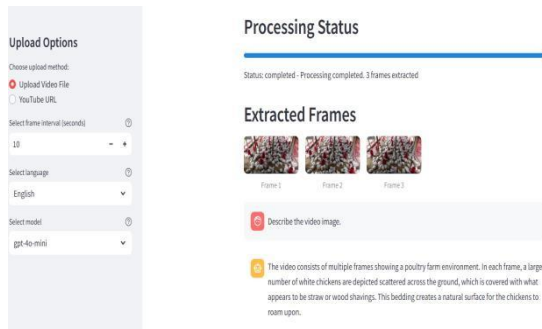 Upload Options
Choose upload method:
Upload Video File
YouTube URL
Select frame interval (seconds)
10
Select language
English
Select model
gpt-4o-mini
Processing Status
Status: completed - Processing completed. 3 frames extracted
Extracted Frames
Frame 1
Frame 2
Frame 3
Describe the video image.
The video consists of multiple frames showing a poultry farm environment. In each frame, a large
number of white chickens are depicted scattered across the ground, which is covered with what
appears to be straw or wood shavings. This bedding creates a natural surface for the chickens to
roam upon.